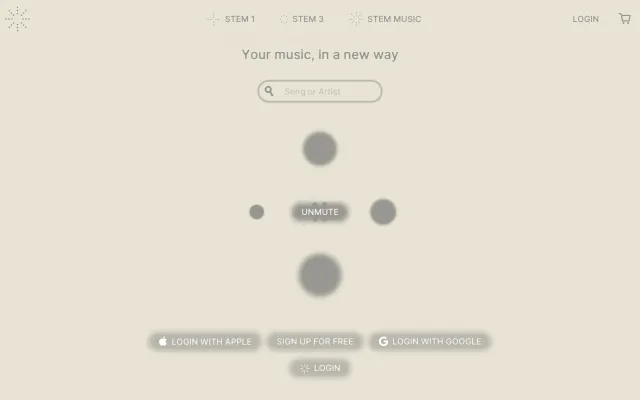 STEM 1 STEM 3 STEM MUSIC LOGIN
Your music, in a new way
Song or Artist
UNMUTE
LOGIN WITH APPLE SIGN UP FOR FREE LOGIN WITH GOOGLE
LOGIN